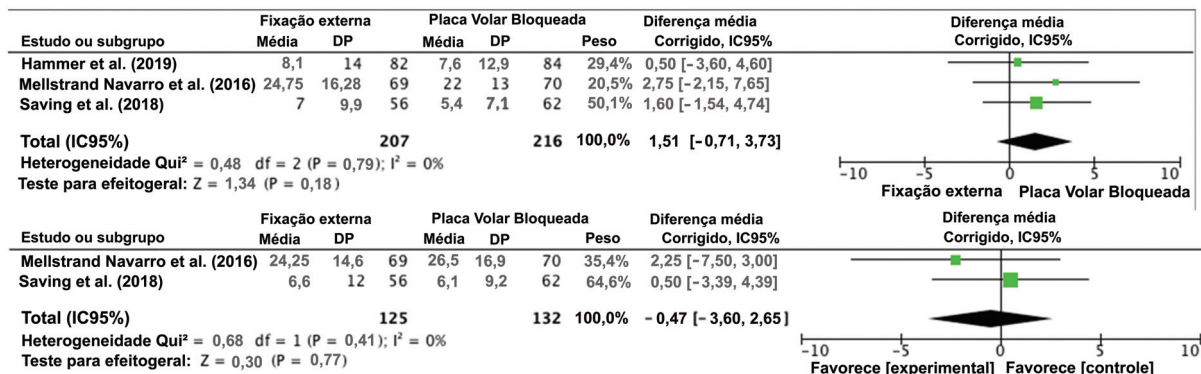 Fixação externa Placa Volar Bloqueada Diferença média Diferença média
Estudo ou subgrupo Média DP Média DP Peso Corrigido, IC95% Corrigido, IC95%
Hammer et al. (2019) 8,1 14 82 7,6 12,9 84 29,4% 0,50 [-3,60, 4,60]
Mellstrand Navarro et al. (2016) 24,75 16,28 69 22 13 70 20,5% 2,75 [-2,15, 7,65]
Saving et al. (2018) 7 9,9 56 5,4 7,1 62 50,1% 1,60 [-1,54, 4,74]
Total (IC95%) 207 216 100,0% 1,51 [-0,71, 3,73]
Heterogeneidade Qui² = 0,48 df = 2 (P = 0,79); I² = 0%
Teste para efeitogeral: Z = 1,34 (P = 0,18)
-10 -5 0 5 10
Fixação externa Placa Volar Bloqueada
Fixação externa Placa Volar Bloqueada Diferença média Diferença média
Estudo ou subgrupo Média DP Média DP Peso Corrigido, IC95% Corrigido, IC95%
Mellstrand Navarro et al. (2016) 24,25 14,6 69 26,5 16,9 70 35,4% 2,25 [-7,50, 3,00]
Saving et al. (2018) 6,6 12 56 6,1 9,2 62 64,6% 0,50 [-3,39, 4,39]
Total (IC95%) 125 132 100,0% - 0,47 [-3,60, 2,65]
Heterogeneidade Qui² = 0,68 df = 1 (P = 0,41); I² = 0%
Teste para efeitogeral: Z = 0,30 (P = 0,77)
-10 -5 0 5 10
Favorece [experimental] Favorece [controle]